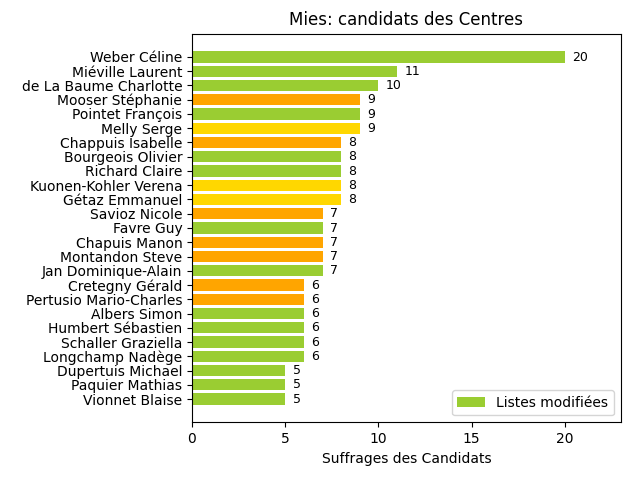 Mies: candidats des Centres
Weber Céline 20
Miéville Laurent 11
de La Baume Charlotte 10
Mooser Stéphanie 9
Pointet François 9
Melly Serge 9
Chappuis Isabelle 8
Bourgeois Olivier 8
Richard Claire 8
Kuonen-Kohler Verena 8
Gétaz Emmanuel 8
Savioz Nicole 7
Favre Guy 7
Chapuis Manon 7
Montandon Steve 7
Jan Dominique-Alain 7
Cretegny Gérald 6
Pertusio Mario-Charles 6
Albers Simon 6
Humbert Sébastien 6
Schaller Graziella 6
Longchamp Nadège 6
Dupertuis Michael 5
Paquier Mathias 5
Vionnet Blaise 5
Listes modifiées
0 5 10 15 20
Suffrages des Candidats